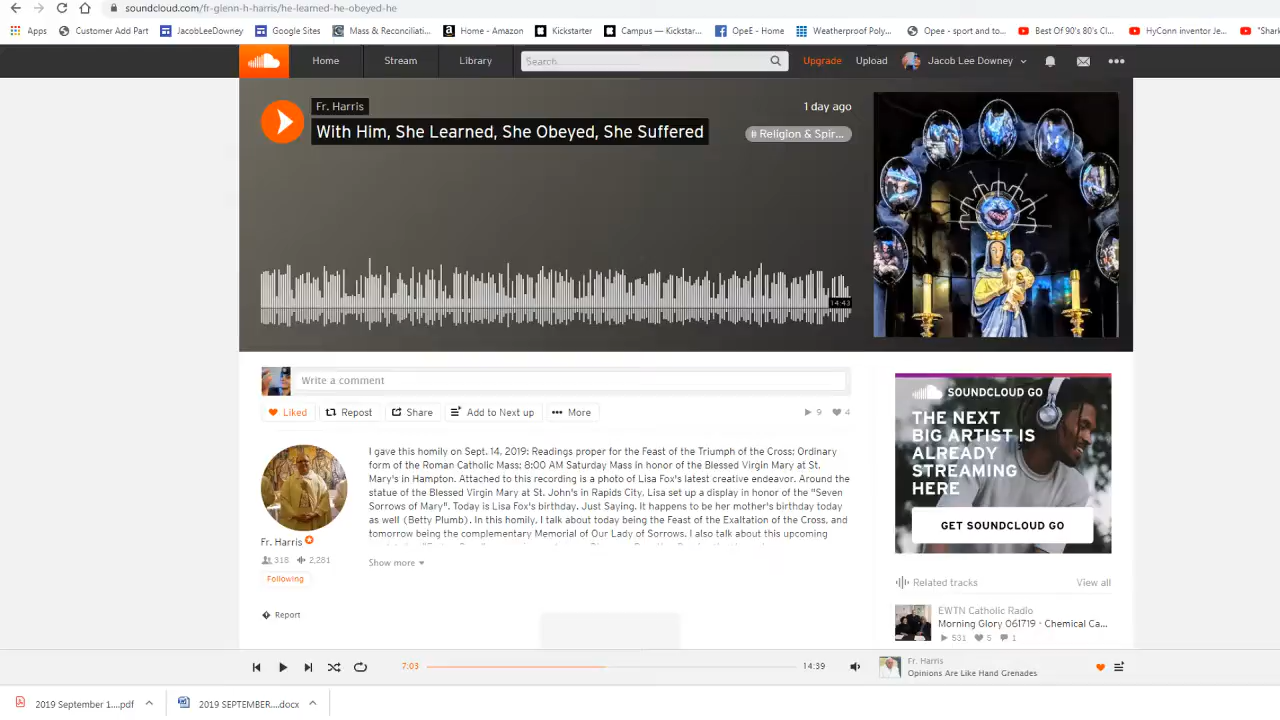 soundcloud.com/fr-glenn-h-harris/he-learned-he-obeyed-he
Apps Customer Add Part JacobLeeDowney Google Sites Mass & Reconciliati... Home - Amazon Kickstarter Campus — Kickstar... OpeE - Home Weatherproof Poly... Opee - sport and to... Best Of 90's 80's Cl... HyConn inventor Je... "Shark
Home Stream Library Search... Upgrade Upload Jacob Lee Downey
Fr. Harris
1 day ago
With Him, She Learned, She Obeyed, She Suffered
# Religion & Spir...
14:43
Write a comment
Liked Repost Share Add to Next up More 9 4
I gave this homily on Sept. 14, 2019: Readings proper for the Feast of the Triumph of the Cross; Ordinary
form of the Roman Catholic Mass; 8:00 AM Saturday Mass in honor of the Blessed Virgin Mary at St.
Mary's in Hampton. Attached to this recording is a photo of Lisa Fox's latest creative endeavor. Around the
statue of the Blessed Virgin Mary at St. John's in Rapids City, Lisa set up a display in honor of the "Seven
Sorrows of Mary". Today is Lisa Fox's birthday. Just Saying. It happens to be her mother's birthday today
as well (Betty Plumb). In this homily, I talk about today being the Feast of the Exaltation of the Cross, and
tomorrow being the complementary Memorial of Our Lady of Sorrows. I also talk about this upcoming
Show more
Fr. Harris
318 2,281
Following
Report
SOUNDCLOUD GO
THE NEXT
BIG ARTIST IS
ALREADY
STREAMING
HERE
GET SOUNDCLOUD GO
Related tracks View all
EWTN Catholic Radio
Morning Glory 061719 - Chemical Ca...
531 5 1
7:03 14:39
Fr. Harris
Opinions Are Like Hand Grenades
2019 September 1....pdf 2019 SEPTEMBER....docx